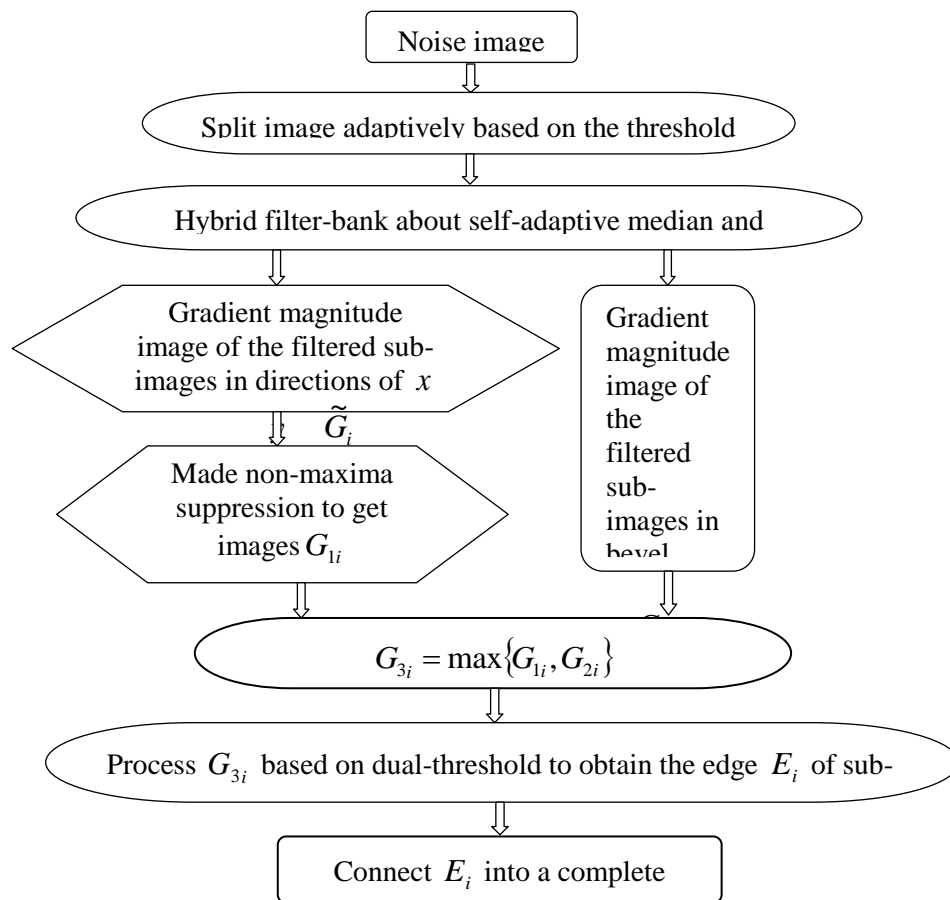 Noise image
Split image adaptively based on the threshold
Hybrid filter-bank about self-adaptive median and
Gradient magnitude
image of the filtered sub-
images in directions of x
G̃ᵢ
Made non-maxima
suppression to get
images G₁ᵢ
Gradient
magnitude
image of
the
filtered
sub-
images in
bevel
G₃ᵢ = max{G₁ᵢ, G₂ᵢ}
Process G₃ᵢ based on dual-threshold to obtain the edge Eᵢ of sub-
Connect Eᵢ into a complete